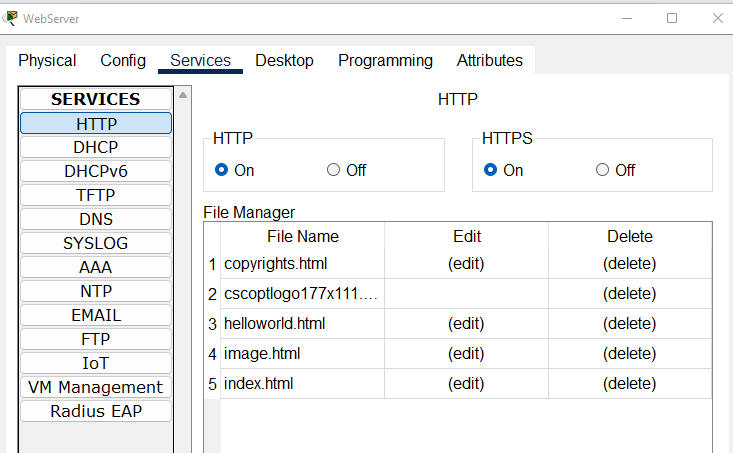 WebServer
Physical Config Services Desktop Programming Attributes
SERVICES
HTTP
DHCP
DHCPv6
TFTP
DNS
SYSLOG
AAA
NTP
EMAIL
FTP
IoT
VM Management
Radius EAP
HTTP
HTTP
On Off
HTTPS
On Off
File Manager
File Name Edit Delete
1 copyrights.html (edit) (delete)
2 cscoptlogo177x111.... (delete)
3 helloworld.html (edit) (delete)
4 image.html (edit) (delete)
5 index.html (edit) (delete)